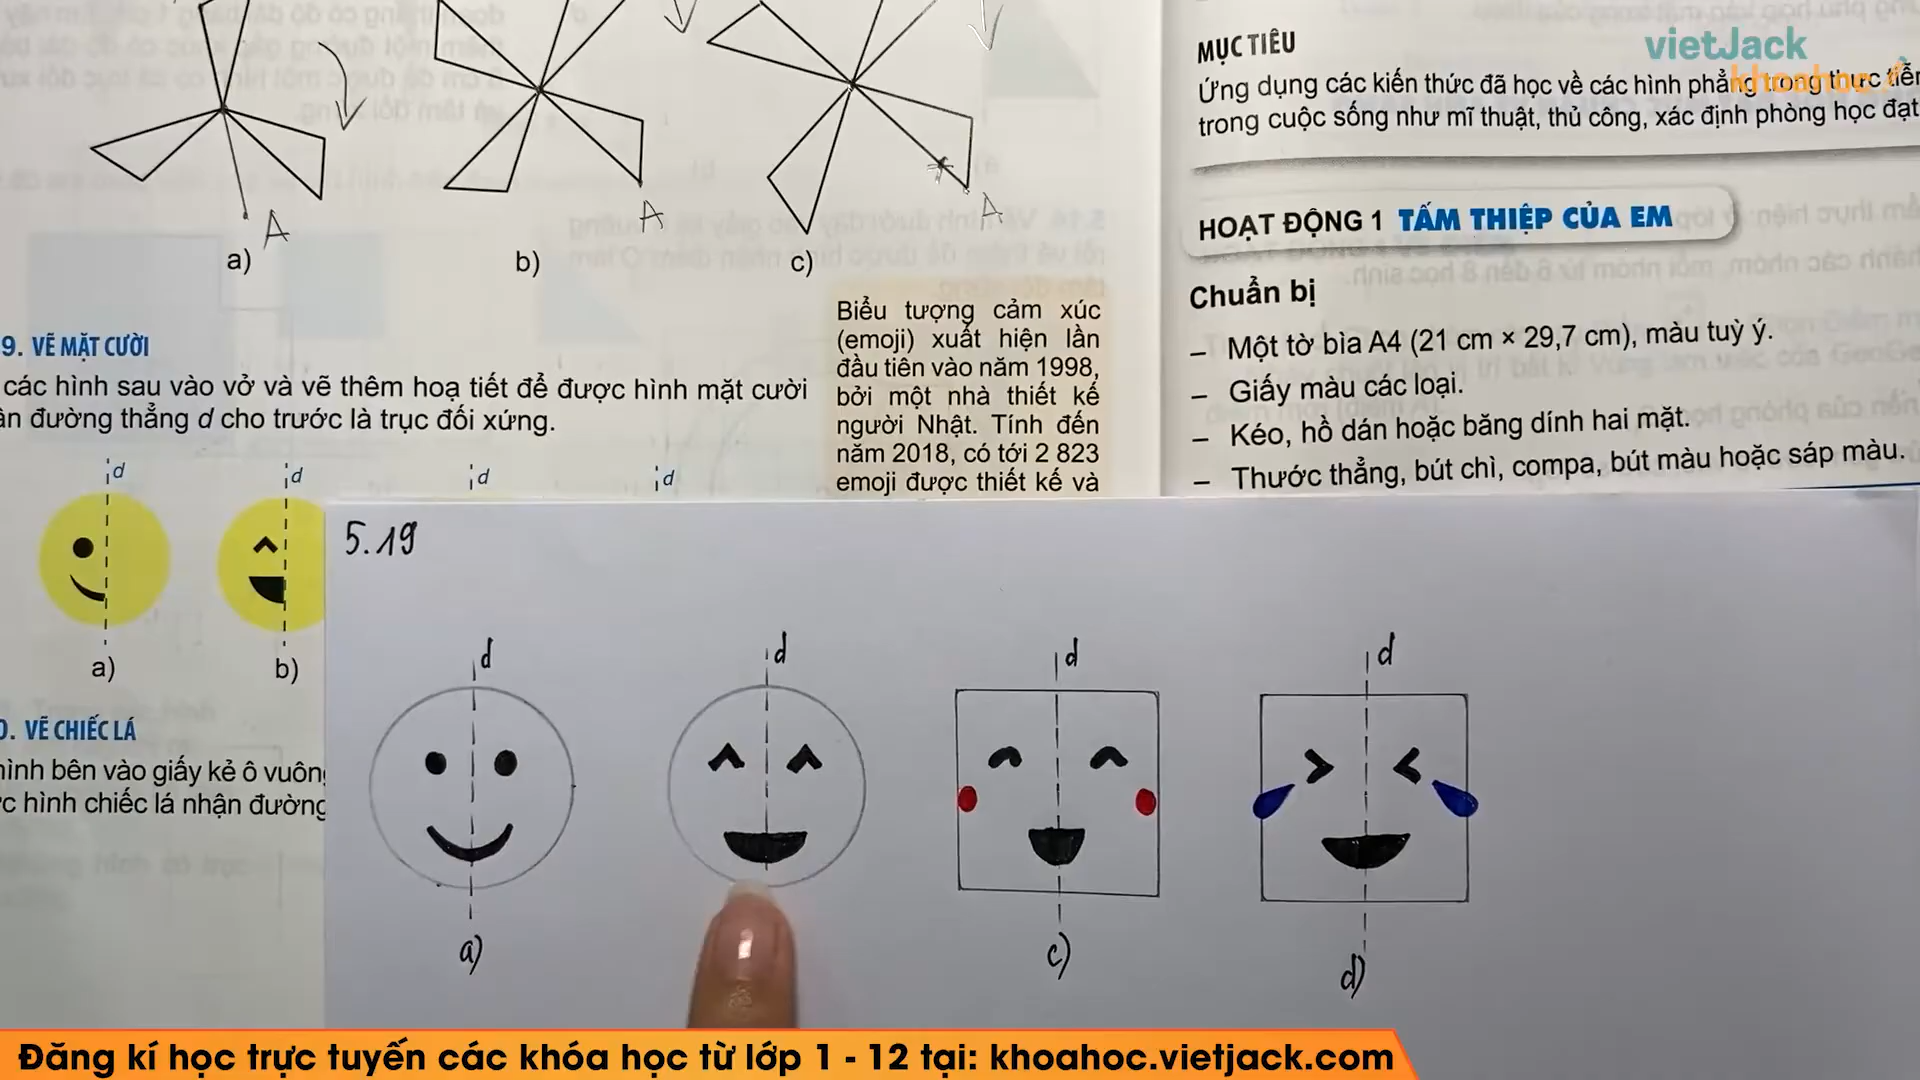 A
A
A
a)
b)
c)
9. VẼ MẶT CƯỜI
các hình sau vào vở và vẽ thêm hoạ tiết để được hình mặt cười
đường thẳng d cho trước là trục đối xứng.
d
d
d
d
a)
b)
0. VẼ CHIẾC LÁ
hình bên vào giấy kẻ ô vuông
hình chiếc lá nhận đường
Biểu tượng cảm xúc
(emoji) xuất hiện lần
đầu tiên vào năm 1998,
bởi một nhà thiết kế
người Nhật. Tính đến
năm 2018, có tới 2 823
emoji được thiết kế và
vietJack
khoahoc
MỤC TIÊU
Ứng dụng các kiến thức đã học về các hình phẳng trong thực tiễn
trong cuộc sống như mĩ thuật, thủ công, xác định phòng học đạt
HOẠT ĐỘNG 1 TẤM THIỆP CỦA EM
Chuẩn bị
– Một tờ bìa A4 (21 cm × 29,7 cm), màu tuỳ ý.
– Giấy màu các loại.
– Kéo, hồ dán hoặc băng dính hai mặt.
– Thước thẳng, bút chì, compa, bút màu hoặc sáp màu.
5.19
d
d
d
d
a)
c)
d)
Đăng kí học trực tuyến các khóa học từ lớp 1 - 12 tại: khoahoc.vietjack.com